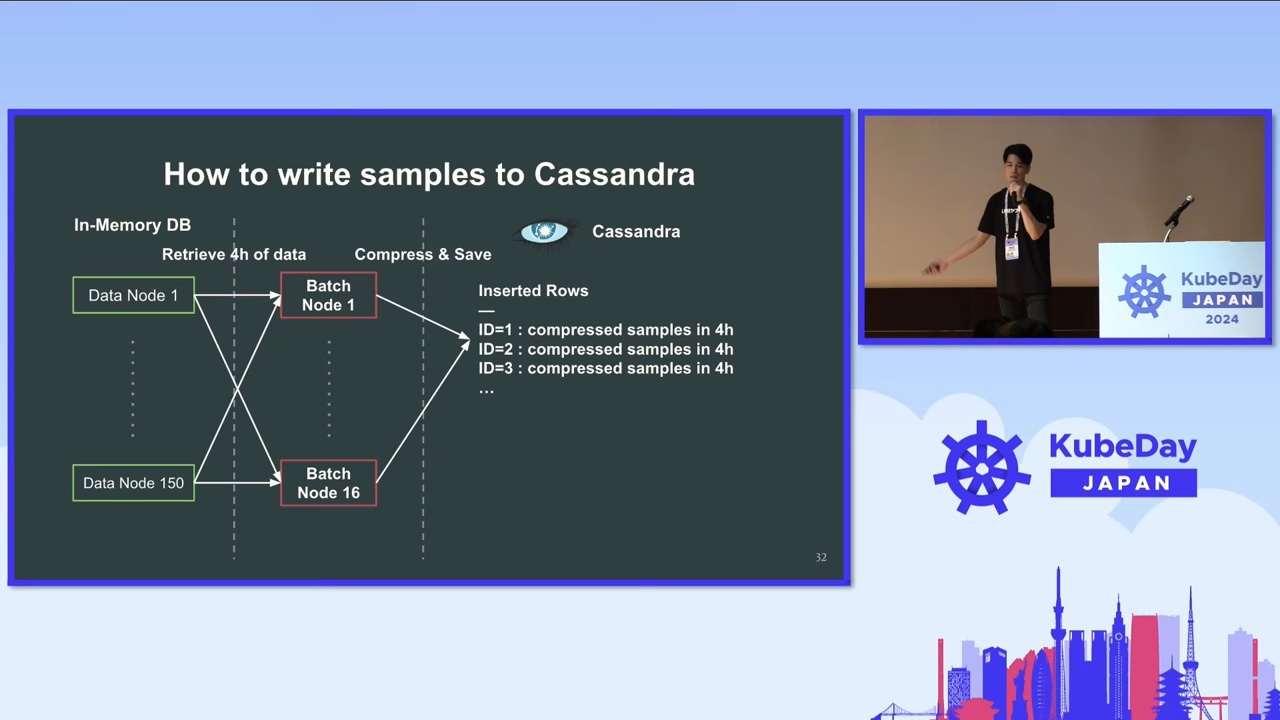 How to write samples to Cassandra
In-Memory DB
Retrieve 4h of data
Compress & Save
Cassandra
Data Node 1
Batch
Node 1
Inserted Rows
—
ID=1 : compressed samples in 4h
ID=2 : compressed samples in 4h
ID=3 : compressed samples in 4h
...
Data Node 150
Batch
Node 16
32
KubeDay
JAPAN
2024
KubeDay
JAPAN